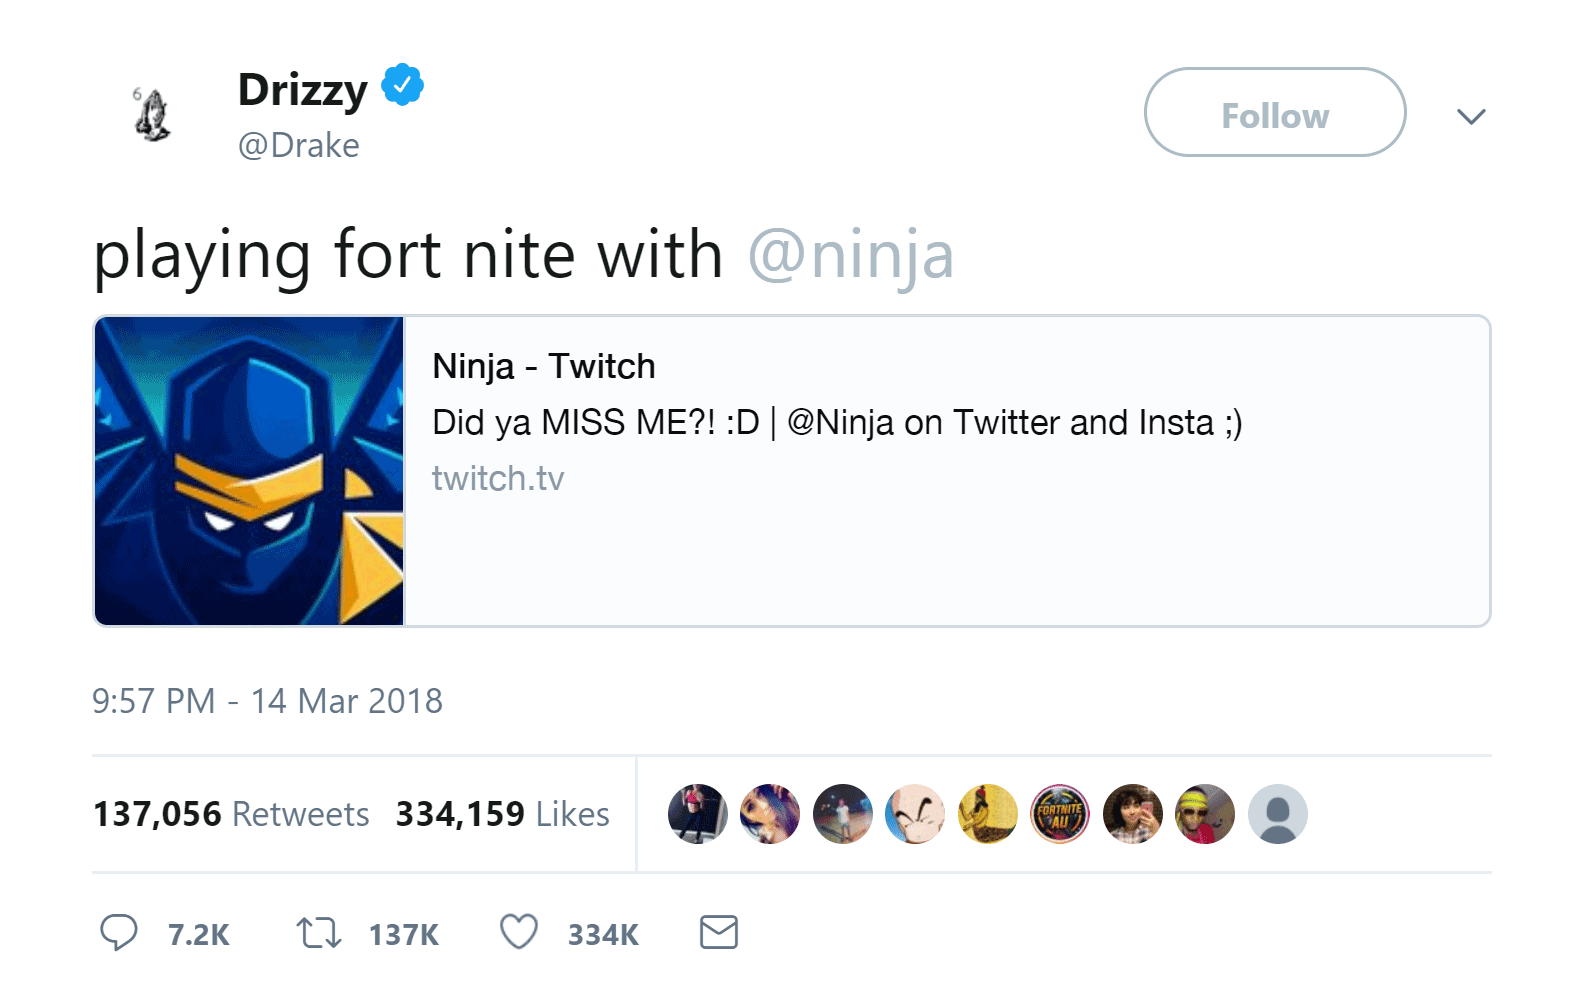 Drizzy
@Drake
Follow
playing fort nite with @ninja
Ninja - Twitch
Did ya MISS ME?! :D | @Ninja on Twitter and Insta ;)
twitch.tv
9:57 PM - 14 Mar 2018
137,056 Retweets 334,159 Likes
FORTNITE
AU
7.2K 137K 334K
6